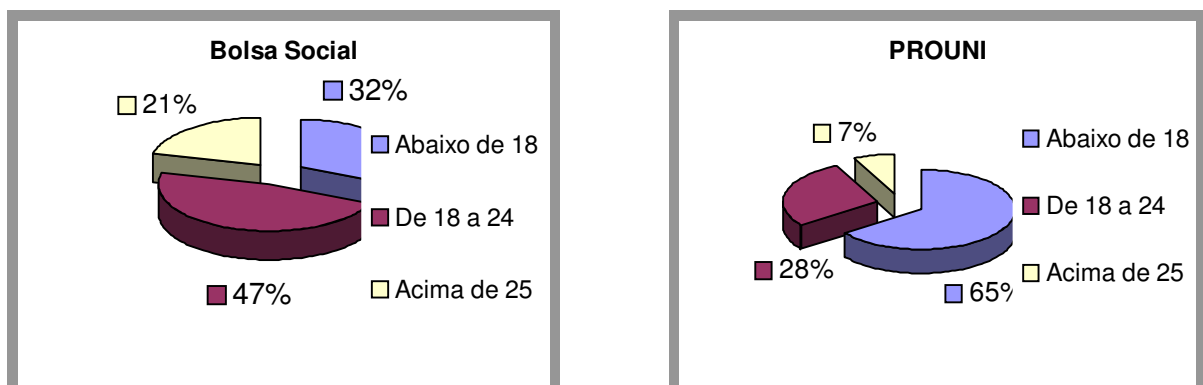 Bolsa Social
32%
21%
Abaixo de 18
De 18 a 24
Acima de 25
47%
PROUNI
7%
Abaixo de 18
De 18 a 24
28%
Acima de 25
65%